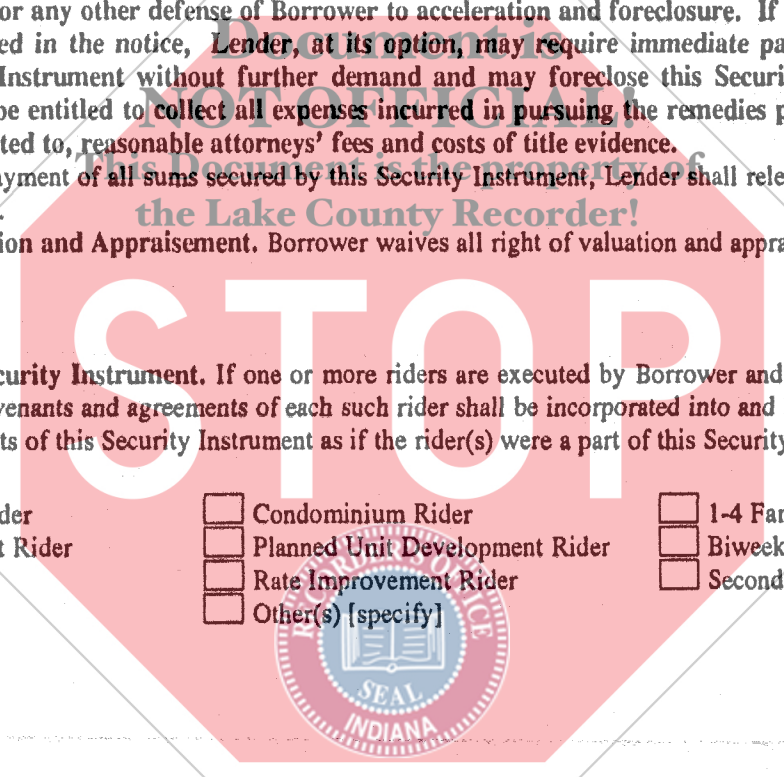 or any other defense of Borrower to acceleration and foreclosure. If
ed in the notice, Lender, at its option, may require immediate pa
Instrument without further demand and may foreclose this Securi
be entitled to collect all expenses incurred in pursuing the remedies p
ted to, reasonable attorneys' fees and costs of title evidence.
ayment of all sums secured by this Security Instrument, Lender shall rele
.
ion and Appraisement. Borrower waives all right of valuation and appra
curity Instrument. If one or more riders are executed by Borrower and
venants and agreements of each such rider shall be incorporated into and
ts of this Security Instrument as if the rider(s) were a part of this Security
der Condominium Rider 1-4 Fam
t Rider Planned Unit Development Rider Biweek
Rate Improvement Rider Second
Other(s) [specify]
Document is
NOT OFFICIAL!
This Document is the property of
the Lake County Recorder!
STOP
RECORDER'S OFFICE
SEAL
INDIANA